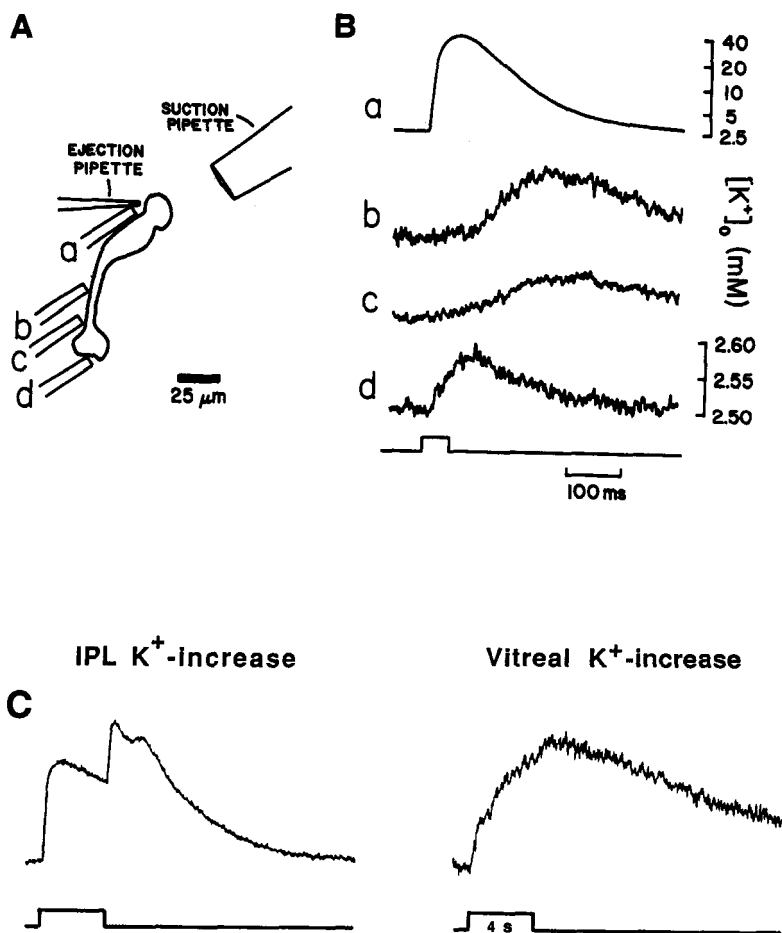 A
SUCTION
PIPETTE
EJECTION
PIPETTE
a
b
c
d
25 μm
B
a
40
20
10
5
2.5
b
[K+]o (mM)
c
d
2.60
2.55
2.50
100 ms
IPL K+-increase
Vitreal K+-increase
C
4 s